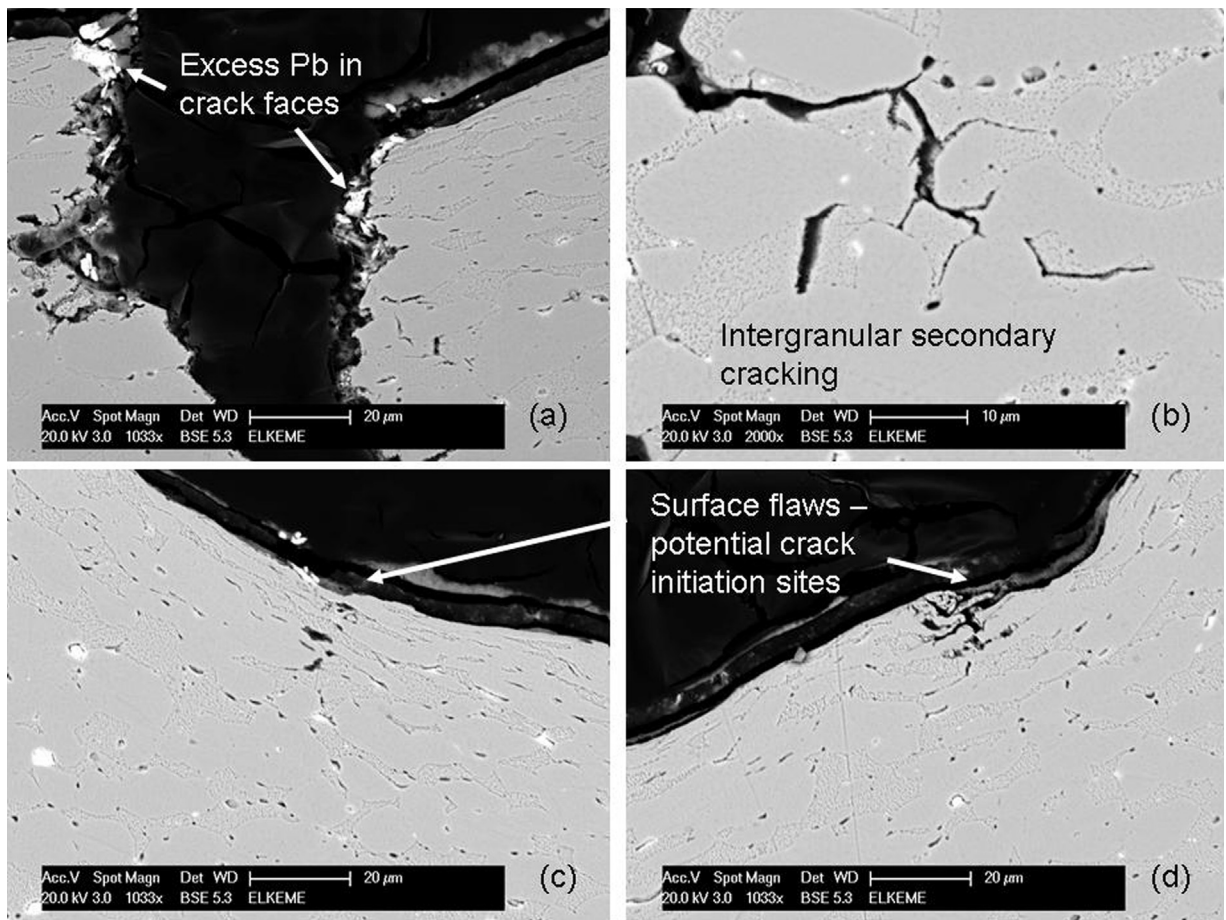 Excess Pb in
crack faces
Acc.V Spot Magn Det WD 20 µm
20.0 kV 3.0 1033x BSE 5.3 ELKEME
(a)
Intergranular secondary
cracking
Acc.V Spot Magn Det WD 10 µm
20.0 kV 3.0 2000x BSE 5.3 ELKEME
(b)
Acc.V Spot Magn Det WD 20 µm
20.0 kV 3.0 1033x BSE 5.3 ELKEME
(c)
Surface flaws –
potential crack
initiation sites
Acc.V Spot Magn Det WD 20 µm
20.0 kV 3.0 1033x BSE 5.3 ELKEME
(d)